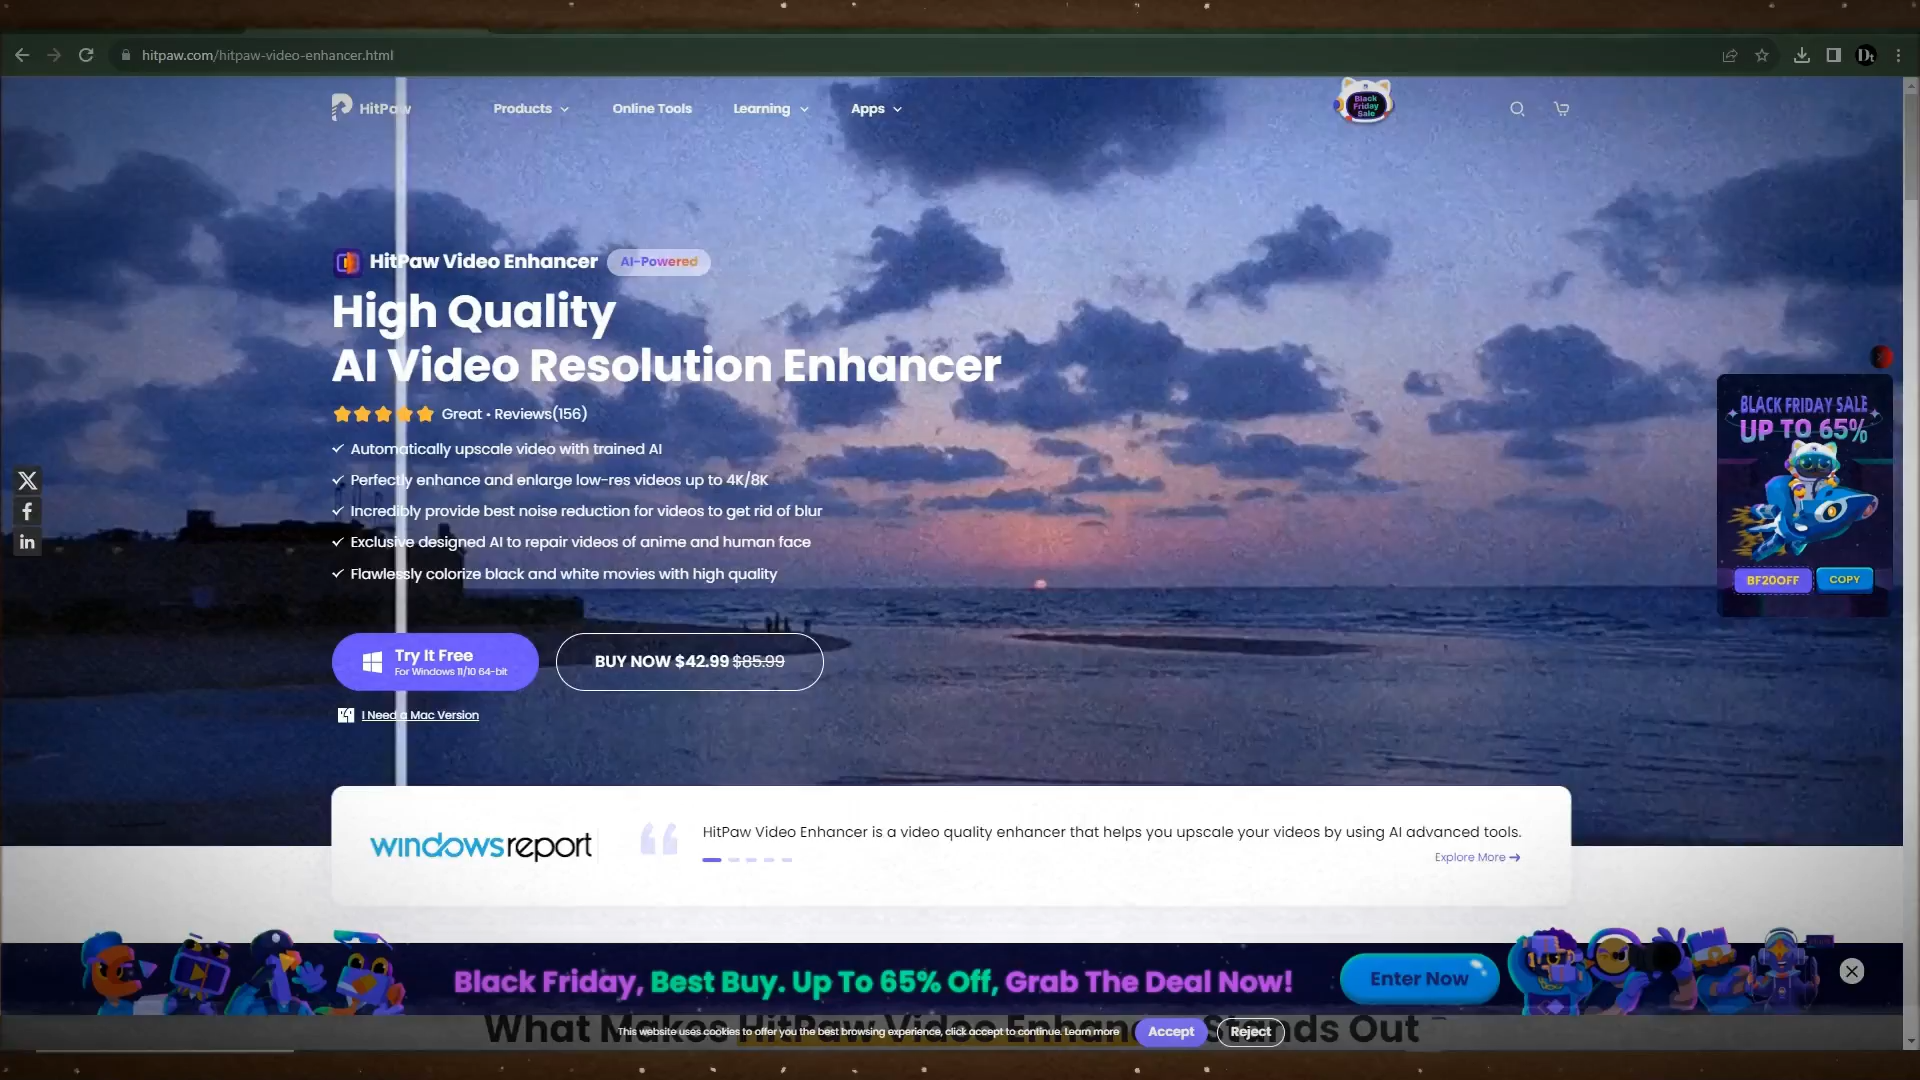 hitpaw.com/hitpaw-video-enhancer.html
HitPaw
Products
Online Tools
Learning
Apps
Black Friday Sale
HitPaw Video Enhancer
AI-Powered
High Quality
AI Video Resolution Enhancer
Great • Reviews(156)
Automatically upscale video with trained AI
Perfectly enhance and enlarge low-res videos up to 4K/8K
Incredibly provide best noise reduction for videos to get rid of blur
Exclusive designed AI to repair videos of anime and human face
Flawlessly colorize black and white movies with high quality
Try It Free
For Windows 11/10 64-bit
BUY NOW $42.99 $85.99
I Need a Mac Version
BLACK FRIDAY SALE
UP TO 65%
BF20OFF
COPY
windowsreport
HitPaw Video Enhancer is a video quality enhancer that helps you upscale your videos by using AI advanced tools.
Explore More
Black Friday, Best Buy. Up To 65% Off, Grab The Deal Now!
Enter Now
What Makes HitPaw Video Enhancer Stands Out
This website uses cookies to offer you the best browsing experience, click accept to continue. Learn more
Accept
Reject